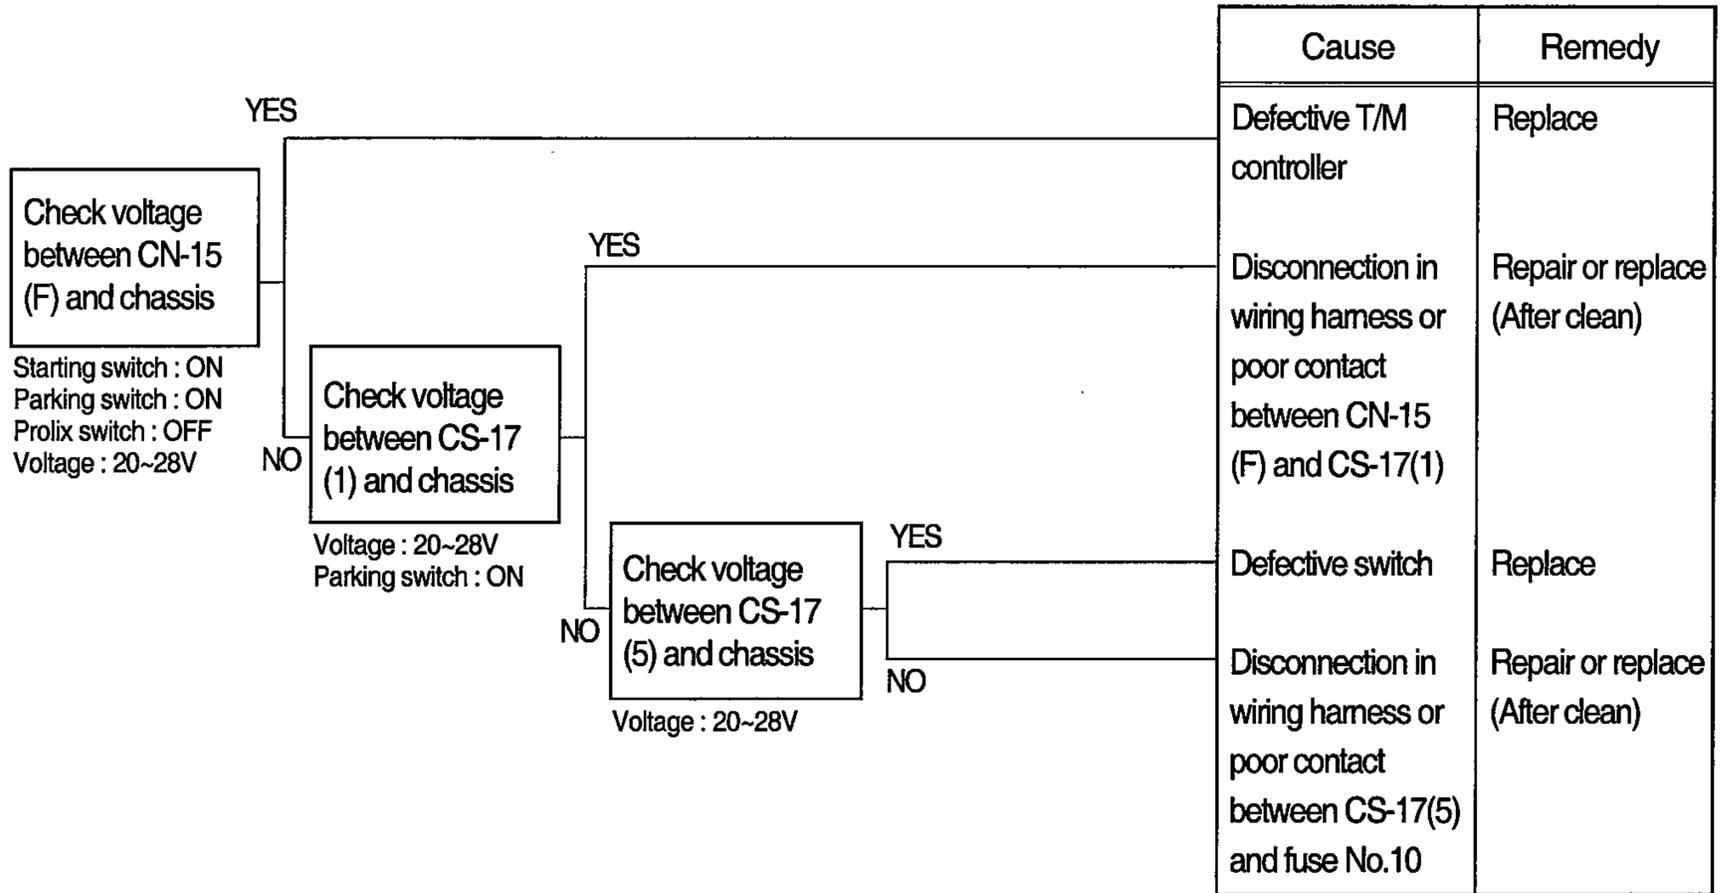 Cause
Remedy
YES
Defective T/M
controller
Replace
Check voltage
between CN-15
(F) and chassis
Starting switch : ON
Parking switch : ON
Prolix switch : OFF
Voltage : 20~28V
YES
Disconnection in
wiring harness or
poor contact
between CN-15
(F) and CS-17(1)
Repair or replace
(After clean)
NO
Check voltage
between CS-17
(1) and chassis
Voltage : 20~28V
Parking switch : ON
YES
Defective switch
Replace
NO
Check voltage
between CS-17
(5) and chassis
Voltage : 20~28V
NO
Disconnection in
wiring harness or
poor contact
between CS-17(5)
and fuse No.10
Repair or replace
(After clean)